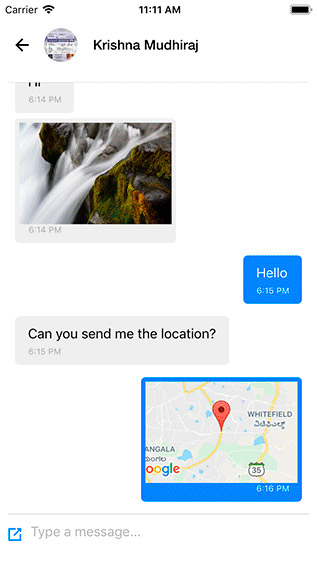 Carrier
11:11 AM
Krishna Mudhiraj
6:14 PM
6:14 PM
Hello
6:15 PM
Can you send me the location?
6:15 PM
WHITEFIELD
ANGALA
oogle
35
6:16 PM
Type a message...